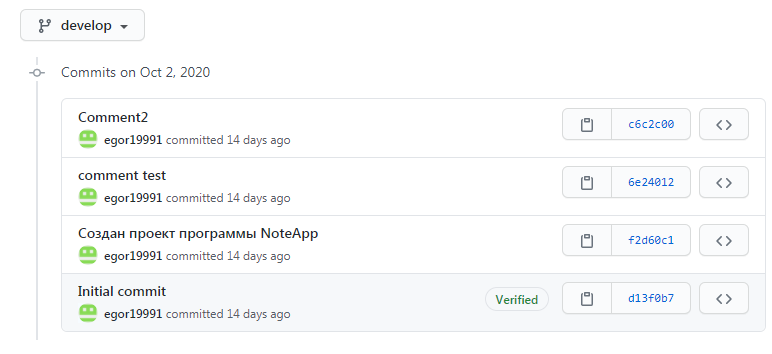 develop
Commits on Oct 2, 2020
Comment2
egor19991 committed 14 days ago
c6c2c00
comment test
egor19991 committed 14 days ago
6e24012
Создан проект программы NoteApp
egor19991 committed 14 days ago
f2d60c1
Initial commit
egor19991 committed 14 days ago
Verified
d13f0b7